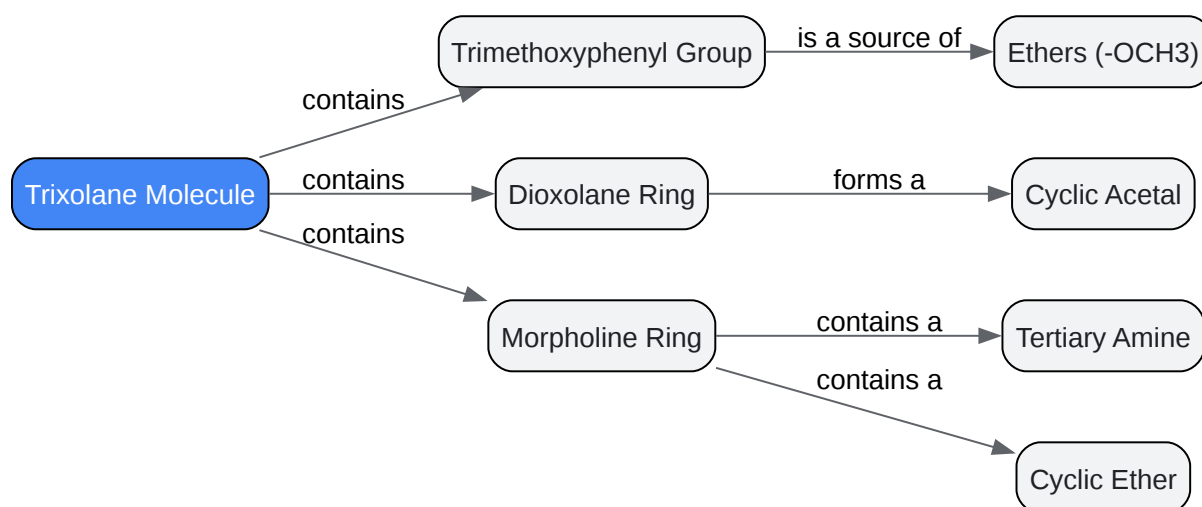 Trimethoxyphenyl Group
is a source of
Ethers (-OCH3)
contains
Trixolane Molecule
contains
Dioxolane Ring
forms a
Cyclic Acetal
contains
Morpholine Ring
contains a
Tertiary Amine
contains a
Cyclic Ether